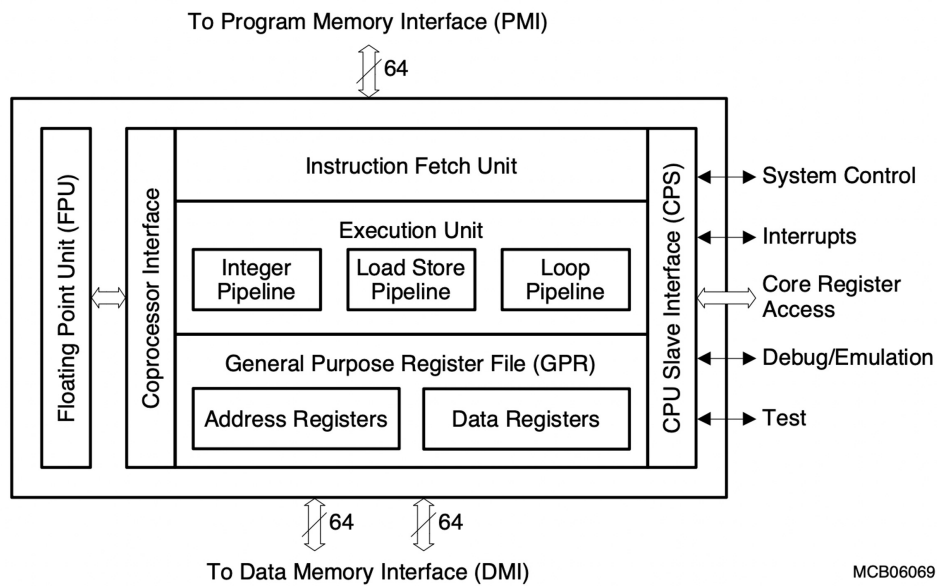 To Program Memory Interface (PMI)
64
Floating Point Unit (FPU)
Coprocessor Interface
Instruction Fetch Unit
Execution Unit
Integer
Pipeline
Load Store
Pipeline
Loop
Pipeline
General Purpose Register File (GPR)
Address Registers
Data Registers
CPU Slave Interface (CPS)
System Control
Interrupts
Core Register
Access
Debug/Emulation
Test
64
64
To Data Memory Interface (DMI)
MCB06069